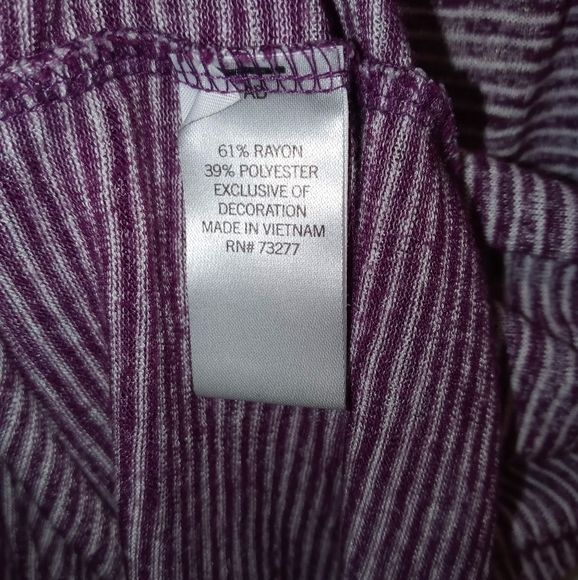 61% RAYON
39% POLYESTER
EXCLUSIVE OF
DECORATION
MADE IN VIETNAM
RN# 73277